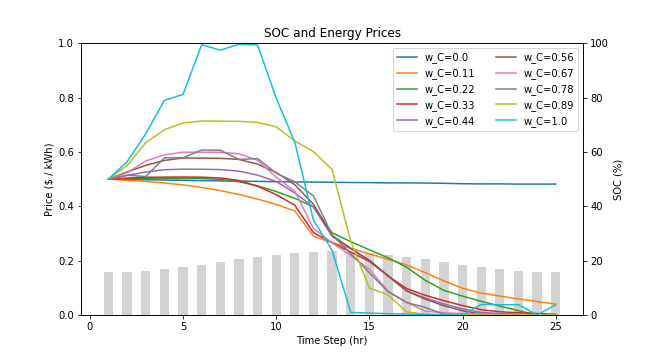 SOC and Energy Prices
1.0
0.8
0.6
0.4
0.2
0.0
Price ($ / kWh)
w_C=0.0
w_C=0.11
w_C=0.22
w_C=0.33
w_C=0.44
w_C=0.56
w_C=0.67
w_C=0.78
w_C=0.89
w_C=1.0
100
80
60
40
20
0
SOC (%)
0 5 10 15 20 25
Time Step (hr)